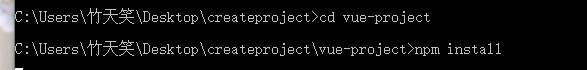 C:\Users\竹天笑\Desktop\createproject>cd vue-project
C:\Users\竹天笑\Desktop\createproject\vue-project>npm install